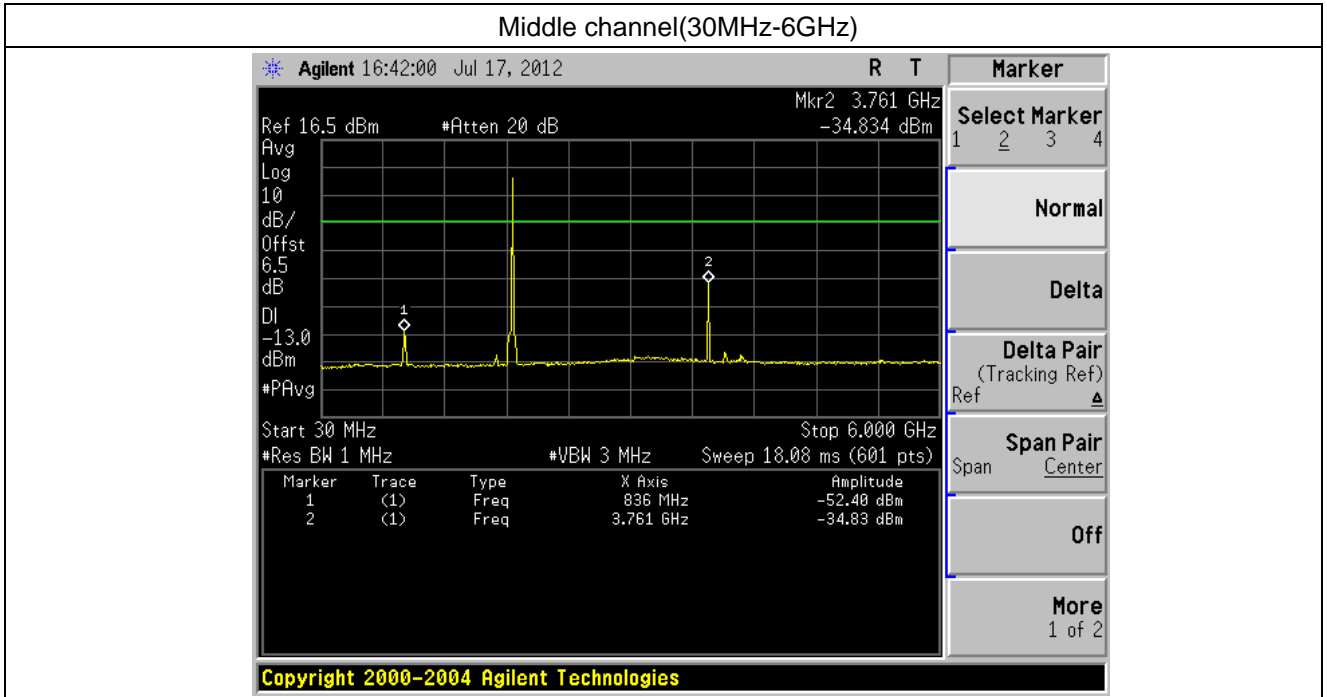 Middle channel(30MHz-6GHz)
Agilent 16:42:00 Jul 17, 2012 R T
Mkr2 3.761 GHz
Ref 16.5 dBm #Atten 20 dB -34.834 dBm
Avg
Log
10
dB/
Offst
6.5
dB
DI
-13.0
dBm
#PAvg
1
2
Start 30 MHz Stop 6.000 GHz
#Res BW 1 MHz #VBW 3 MHz Sweep 18.08 ms (601 pts)
Marker Trace Type X Axis Amplitude
1 (1) Freq 836 MHz -52.40 dBm
2 (1) Freq 3.761 GHz -34.83 dBm
Copyright 2000-2004 Agilent Technologies
Marker
Select Marker
1 2 3 4
Normal
Delta
Delta Pair
(Tracking Ref)
Ref Δ
Span Pair
Span Center
Off
More
1 of 2